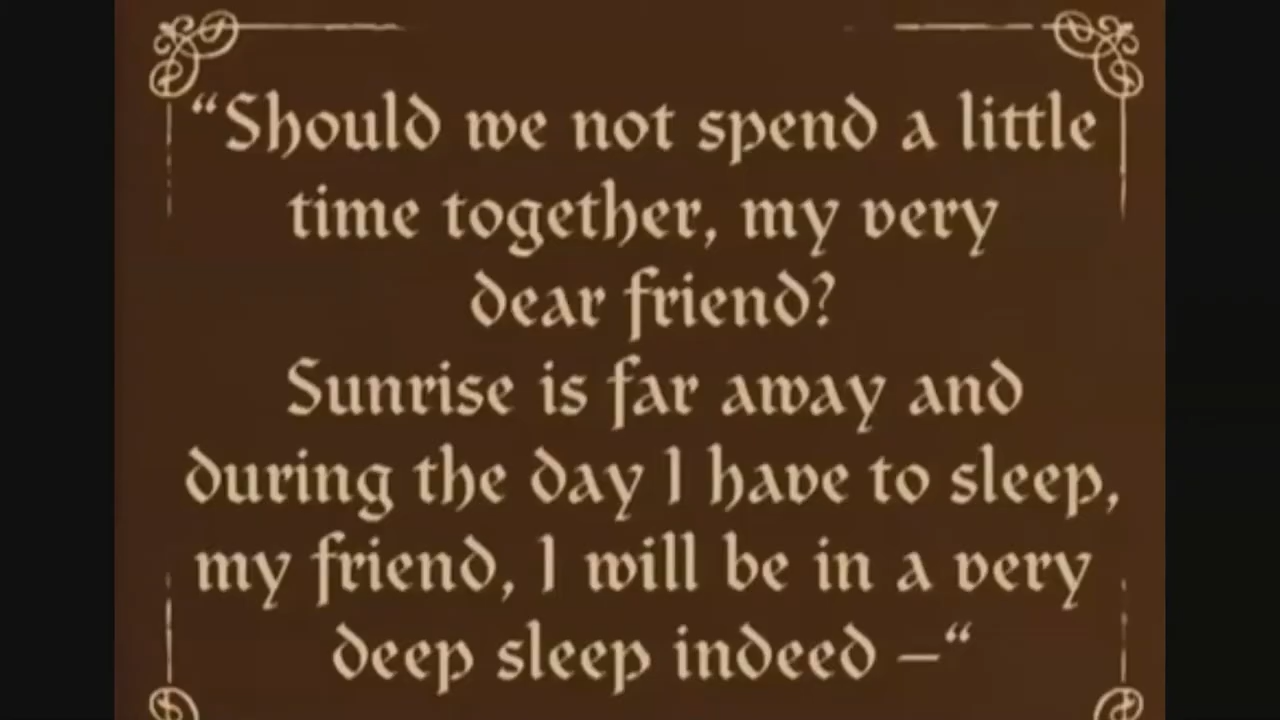 “Should we not spend a little
time together, my very
dear friend?
Sunrise is far away and
during the day I have to sleep,
my friend, I will be in a very
deep sleep indeed —“